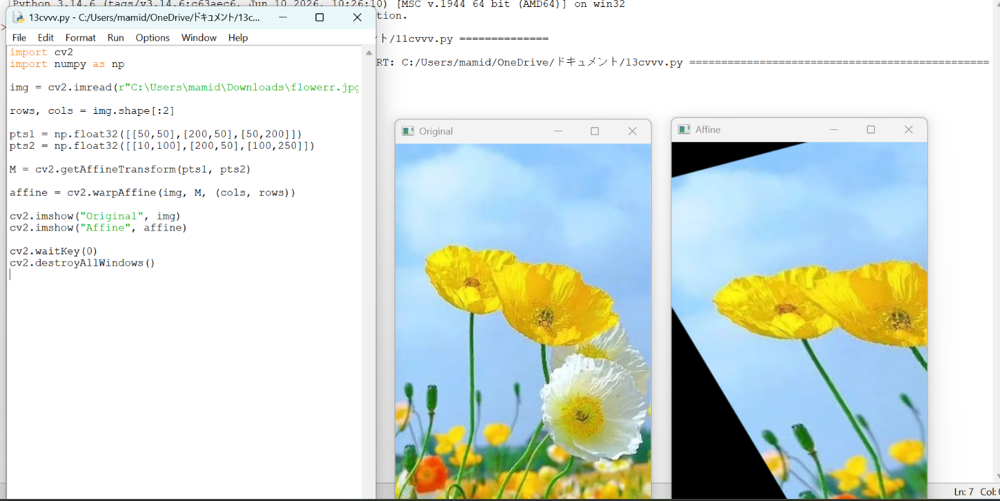 Python 3.14.6 (tags/v3.14.6:c63aec6, Jun 10 2026, 10:26:10) [MSC v.1944 64 bit (AMD64)] on win32
13cvvv.py - C:/Users/mamid/OneDrive/ドキュメント/13c...
tion.
File Edit Format Run Options Window Help
ト/11cvvv.py ==============
RT: C:/Users/mamid/OneDrive/ドキュメント/13cvvv.py ===============================================
import cv2
import numpy as np
img = cv2.imread(r"C:\Users\mamid\Downloads\flowerr.jpg
rows, cols = img.shape[:2]
pts1 = np.float32([[50,50],[200,50],[50,200]])
pts2 = np.float32([[10,100],[200,50],[100,250]])
M = cv2.getAffineTransform(pts1, pts2)
affine = cv2.warpAffine(img, M, (cols, rows))
cv2.imshow("Original", img)
cv2.imshow("Affine", affine)
cv2.waitKey(0)
cv2.destroyAllWindows()
Original
Affine
Ln: 7 Col: